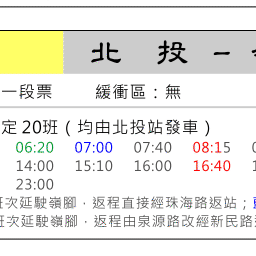 北 投 –
一段票 緩衝區：無
定 20班（均由北投站發車）
06:20 07:00 07:40 08:15
14:00 15:10 16:00 16:40
23:00
班次延駛嶺腳，返程直接經珠海路返站；
班次延駛嶺腳，返程由泉源路改經新民路